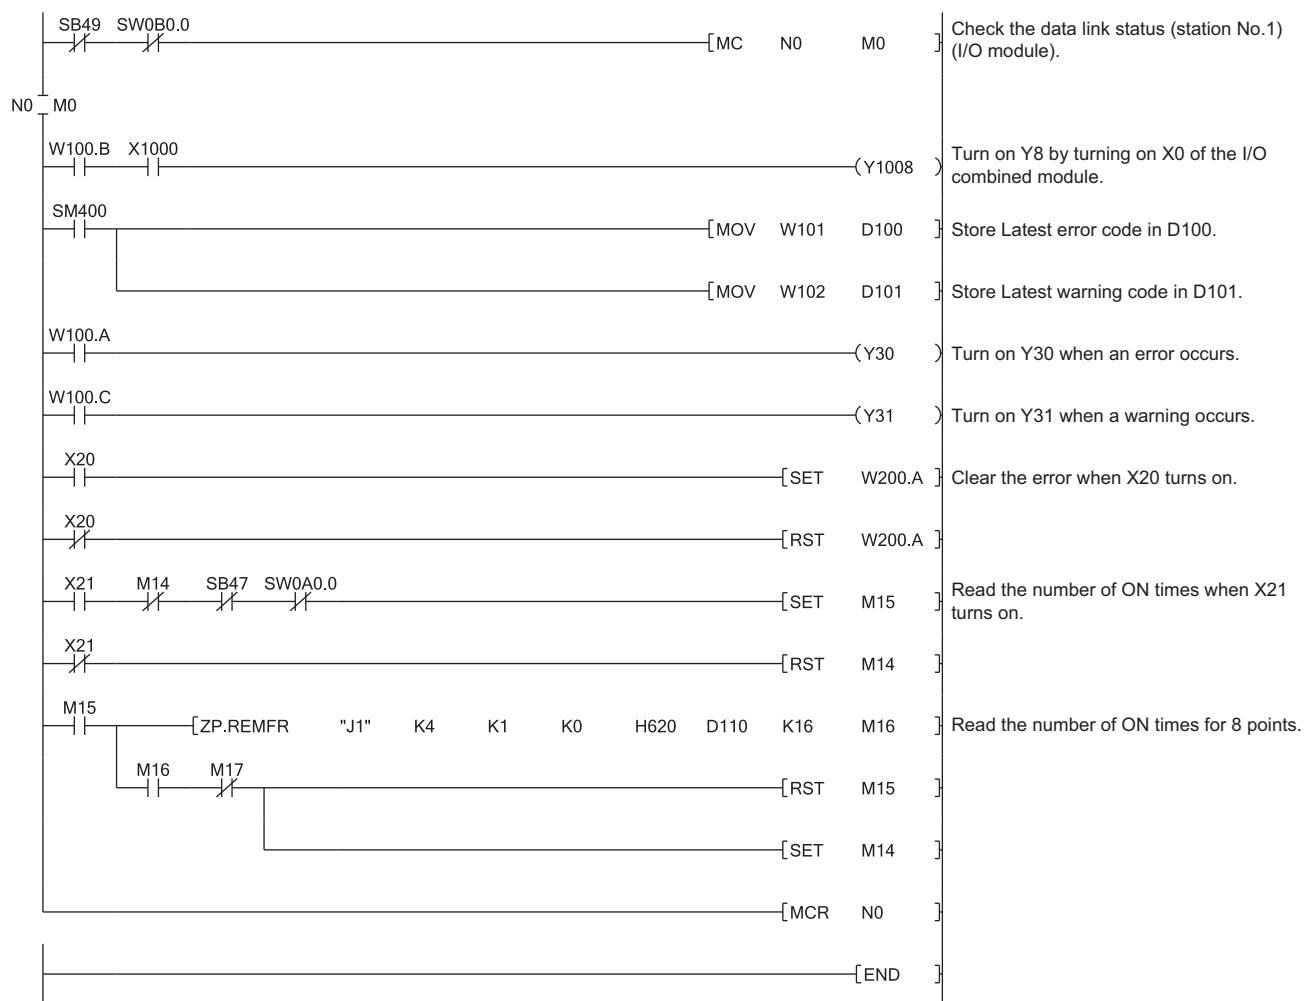 SB49 SW0B0.0
MC N0 M0
Check the data link status (station No.1)
(I/O module).
N0 M0
W100.B X1000
Y1008
Turn on Y8 by turning on X0 of the I/O
combined module.
SM400
MOV W101 D100
Store Latest error code in D100.
MOV W102 D101
Store Latest warning code in D101.
W100.A
Y30
Turn on Y30 when an error occurs.
W100.C
Y31
Turn on Y31 when a warning occurs.
X20
SET W200.A
Clear the error when X20 turns on.
X20
RST W200.A
X21 M14 SB47 SW0A0.0
SET M15
Read the number of ON times when X21
turns on.
X21
RST M14
M15
ZP.REMFR "J1" K4 K1 K0 H620 D110 K16 M16
Read the number of ON times for 8 points.
M16 M17
RST M15
SET M14
MCR N0
END